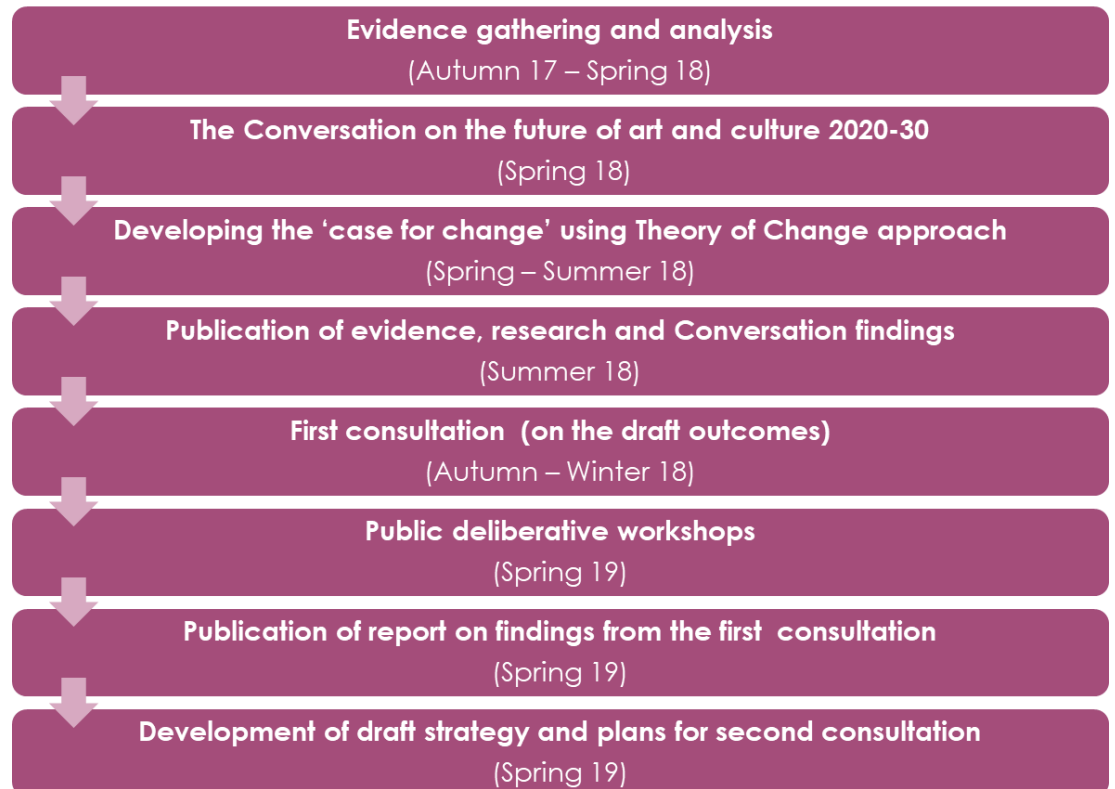 Evidence gathering and analysis
(Autumn 17 – Spring 18)
The Conversation on the future of art and culture 2020-30
(Spring 18)
Developing the ‘case for change’ using Theory of Change approach
(Spring – Summer 18)
Publication of evidence, research and Conversation findings
(Summer 18)
First consultation  (on the draft outcomes)
(Autumn – Winter 18)
Public deliberative workshops
(Spring 19)
Publication of report on findings from the first  consultation
(Spring 19)
Development of draft strategy and plans for second consultation
(Spring 19)